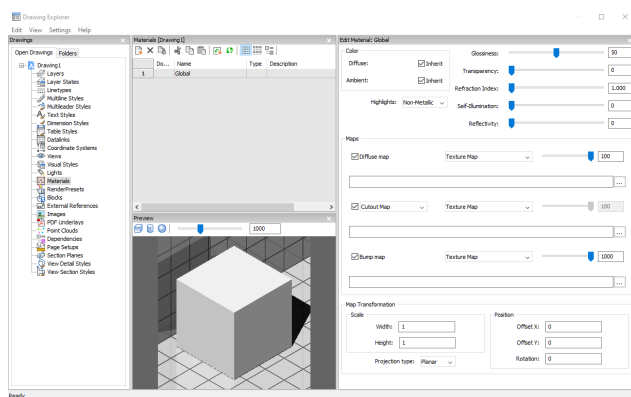 Drawing Explorer
Edit View Settings Help
Drawings
Open Drawings Folders
Drawing1
Layers
Layer States
Linetypes
Multiline Styles
Multileader Styles
Text Styles
Dimension Styles
Table Styles
Datalinks
Coordinate Systems
Views
Visual Styles
Lights
Materials
RenderPresets
Blocks
External References
Images
PDF Underlays
Point Clouds
Dependencies
Page Setups
Section Planes
View Detail Styles
View Section Styles
Materials [Drawing1]
Do... Name Type Description
1 Global
Preview
1000
Edit Material: Global
Color
Diffuse: Inherit
Ambient: Inherit
Highlights: Non-Metallic
Glossiness: 50
Transparency: 0
Refraction Index: 1.000
Self-Illumination: 0
Reflectivity: 0
Maps
Diffuse map Texture Map 100
...
Cutout Map Texture Map 100
...
Bump map Texture Map 1000
...
Map Transformation
Scale
Width: 1
Height: 1
Projection type: Planar
Position
Offset X: 0
Offset Y: 0
Rotation: 0
Ready